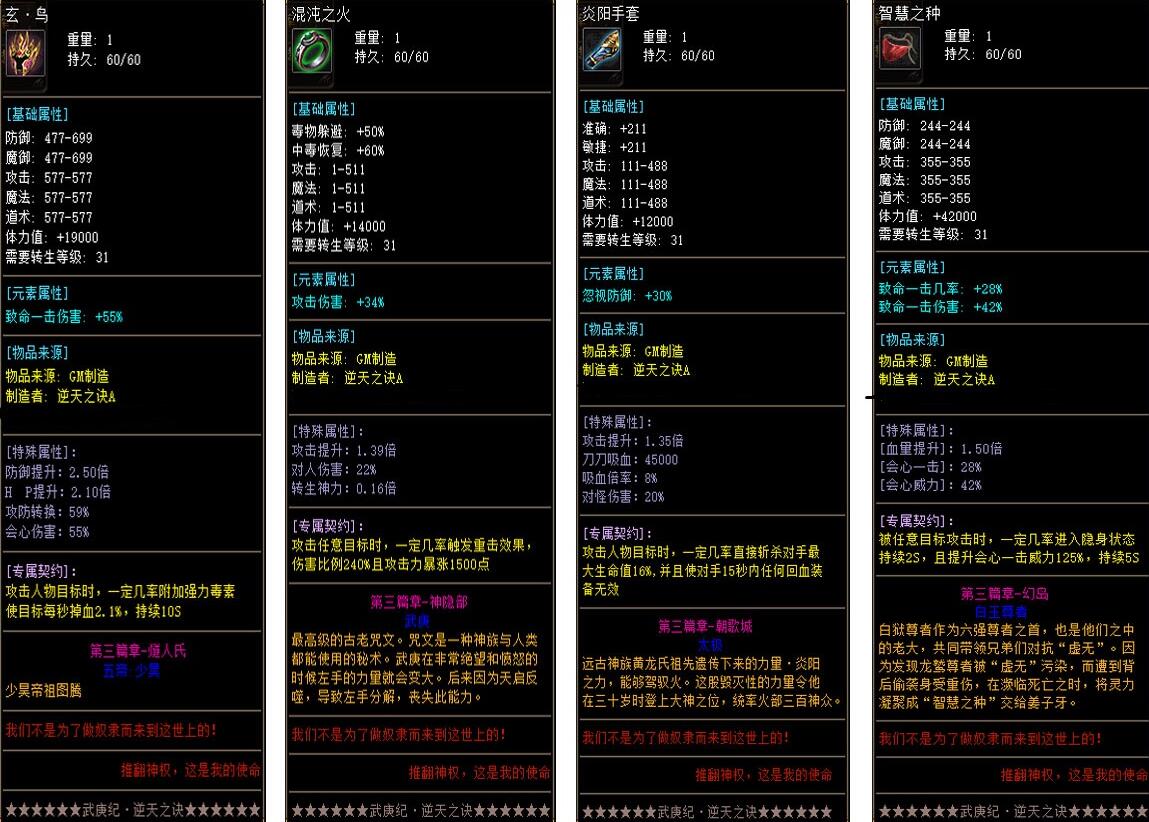 玄·鸟
重量: 1
持久: 60/60
[基础属性]
防御: 477-699
魔御: 477-699
攻击: 577-577
魔法: 577-577
道术: 577-577
体力值: +19000
需要转生等级: 31
[元素属性]
致命一击伤害: +55%
[物品来源]
物品来源: GM制造
制造者: 逆天之诀A
[特殊属性]:
防御提升: 2.50倍
H P提升: 2.10倍
攻防转换: 59%
会心伤害: 55%
[专属契约]:
攻击人物目标时，一定几率附加强力毒素
使目标每秒掉血2.1%，持续10S
第三篇章-燧人氏
五帝·少昊
少昊帝祖图腾
我们不是为了做奴隶而来到这世上的!
推翻神权，这是我的使命
★★★★★★武庚纪·逆天之诀★★★★★★
混沌之火
重量: 1
持久: 60/60
[基础属性]
毒物躲避: +50%
中毒恢复: +60%
攻击: 1-511
魔法: 1-511
道术: 1-511
体力值: +14000
需要转生等级: 31
[元素属性]
攻击伤害: +34%
[物品来源]
物品来源: GM制造
制造者: 逆天之诀A
[特殊属性]:
攻击提升: 1.39倍
对人伤害: 22%
转生神力: 0.16倍
[专属契约]:
攻击任意目标时，一定几率触发重击效果，
伤害比例240%且攻击力暴涨1500点
第三篇章-神隐部
武庚
最高级的古老咒文。咒文是一种神族与人类
都能使用的秘术。武庚在非常绝望和愤怒的
时候左手的力量就会变大。后来因为天启反
噬，导致左手分解，丧失此能力。
我们不是为了做奴隶而来到这世上的!
推翻神权，这是我的使命
★★★★★★武庚纪·逆天之诀★★★★★★
炎阳手套
重量: 1
持久: 60/60
[基础属性]
准确: +211
敏捷: +211
攻击: 111-488
魔法: 111-488
道术: 111-488
体力值: +12000
需要转生等级: 31
[元素属性]
忽视防御: +30%
[物品来源]
物品来源: GM制造
制造者: 逆天之诀A
[特殊属性]:
攻击提升: 1.35倍
刀刀吸血: 45000
吸血倍率: 8%
对怪伤害: 20%
[专属契约]:
攻击人物目标时，一定几率直接斩杀对手最
大生命值16%,并且使对手15秒内任何回血装
备无效
第三篇章-朝歌城
太极
远古神族黄龙氏祖先遗传下来的力量·炎阳
之力，能够驾驭火。这股毁灭性的力量令他
在三十岁时登上大神之位，统率火部三百神众。
我们不是为了做奴隶而来到这世上的!
推翻神权，这是我的使命
★★★★★★武庚纪·逆天之诀★★★★★★
智慧之种
重量: 1
持久: 60/60
[基础属性]
防御: 244-244
魔御: 244-244
攻击: 355-355
魔法: 355-355
道术: 355-355
体力值: +42000
需要转生等级: 31
[元素属性]
致命一击几率: +28%
致命一击伤害: +42%
[物品来源]
物品来源: GM制造
制造者: 逆天之诀A
[特殊属性]:
[血量提升]: 1.50倍
[会心一击]: 28%
[会心威力]: 42%
[专属契约]:
被任意目标攻击时，一定几率进入隐身状态
持续2S，且提升会心一击威力125%，持续5S
第三篇章-幻岛
白玉尊者
白狱尊者作为六强尊者之首，也是他们之中
的老大，共同带领兄弟们对抗“虚无”。因
为发现龙蛰尊者被“虚无”污染，而遭到背
后偷袭身受重伤，在濒临死亡之时，将灵力
凝聚成“智慧之种”交给姜子牙。
我们不是为了做奴隶而来到这世上的!
推翻神权，这是我的使命
★★★★★★武庚纪·逆天之诀★★★★★★